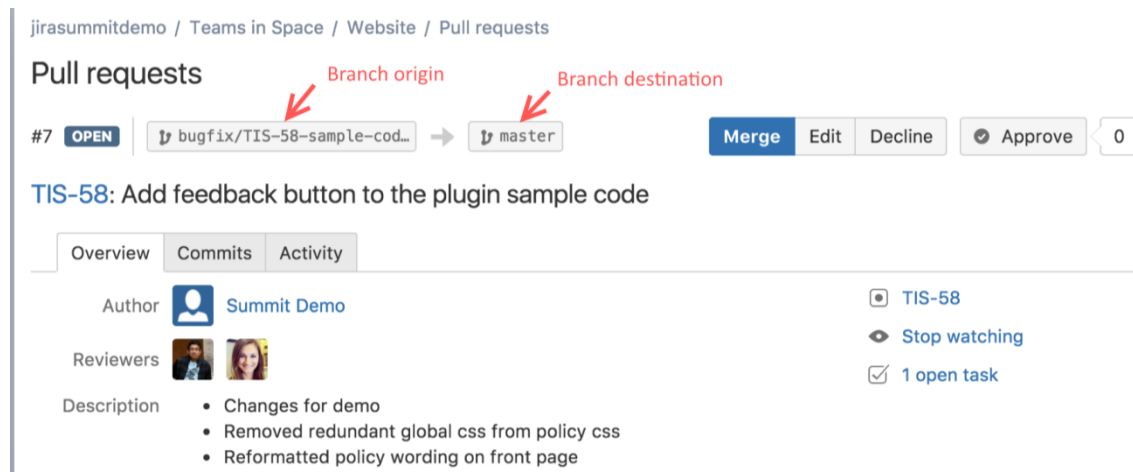 jirasummitdemo / Teams in Space / Website / Pull requests
Pull requests
Branch origin
Branch destination
#7 OPEN bugfix/TIS-58-sample-cod… master Merge Edit Decline Approve 0
TIS-58: Add feedback button to the plugin sample code
Overview Commits Activity
Author Summit Demo
TIS-58
Stop watching
Reviewers
1 open task
Description • Changes for demo
• Removed redundant global css from policy css
• Reformatted policy wording on front page